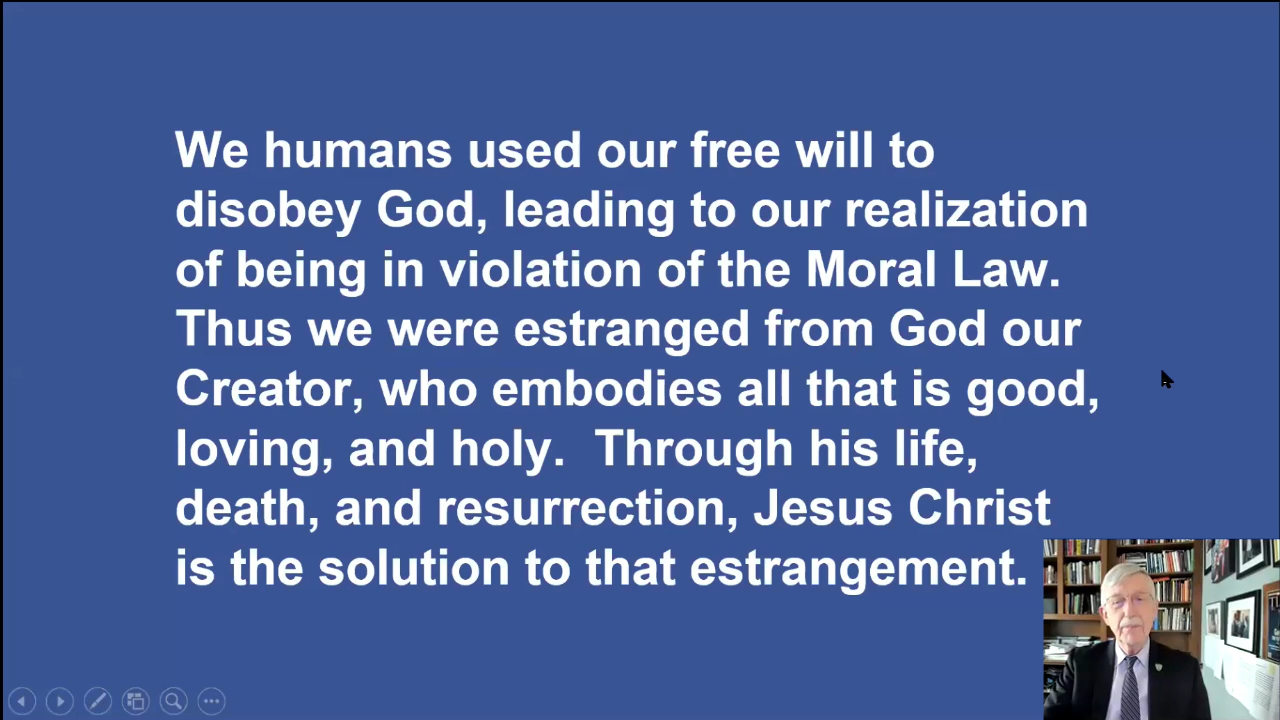 We humans used our free will to
disobey God, leading to our realization
of being in violation of the Moral Law.
Thus we were estranged from God our
Creator, who embodies all that is good,
loving, and holy.  Through his life,
death, and resurrection, Jesus Christ
is the solution to that estrangement.